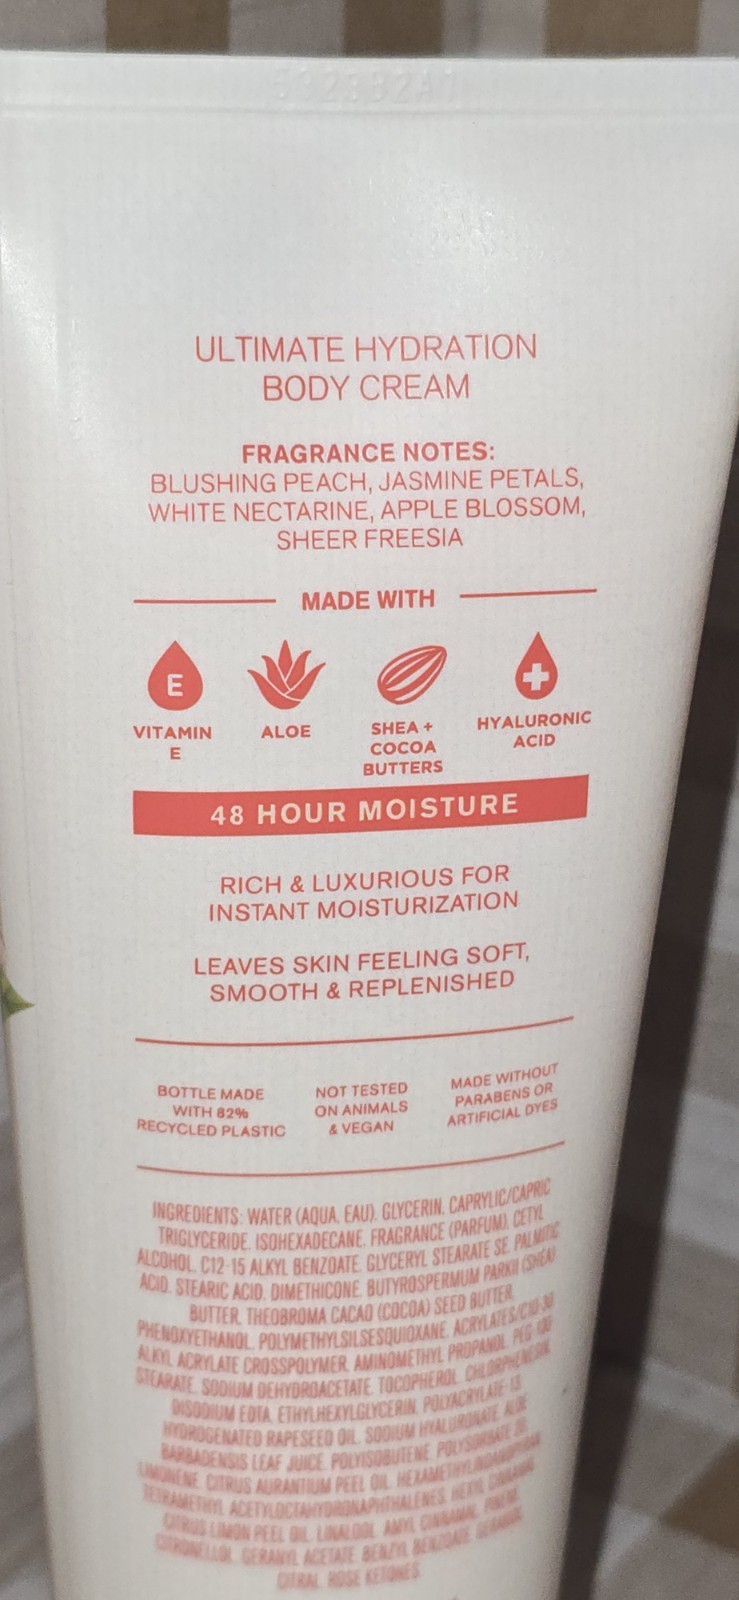 ULTIMATE HYDRATION
BODY CREAM
FRAGRANCE NOTES:
BLUSHING PEACH, JASMINE PETALS,
WHITE NECTARINE, APPLE BLOSSOM,
SHEER FREESIA
MADE WITH
E
VITAMIN
E
ALOE
SHEA +
COCOA
BUTTERS
HYALURONIC
ACID
48 HOUR MOISTURE
RICH & LUXURIOUS FOR
INSTANT MOISTURIZATION
LEAVES SKIN FEELING SOFT,
SMOOTH & REPLENISHED
BOTTLE MADE
WITH 82%
RECYCLED PLASTIC
NOT TESTED
ON ANIMALS
& VEGAN
MADE WITHOUT
PARABENS OR
ARTIFICIAL DYES
INGREDIENTS: WATER (AQUA, EAU), GLYCERIN, CAPRYLIC/CAPRIC
TRIGLYCERIDE, ISOHEXADECANE, FRAGRANCE (PARFUM), CETYL
ALCOHOL, C12-15 ALKYL BENZOATE, GLYCERYL STEARATE SE, PALMITIC
ACID, STEARIC ACID, DIMETHICONE, BUTYROSPERMUM PARKII (SHEA)
BUTTER, THEOBROMA CACAO (COCOA) SEED BUTTER,
PHENOXYETHANOL, POLYMETHYLSILSESQUIOXANE, ACRYLATES/C10-30
ALKYL ACRYLATE CROSSPOLYMER, AMINOMETHYL PROPANOL, PEG-100
STEARATE, SODIUM DEHYDROACETATE, TOCOPHEROL, CHLORPHENESIN,
DISODIUM EDTA, ETHYLHEXYLGLYCERIN, POLYACRYLATE-13,
HYDROGENATED RAPESEED OIL, SODIUM HYALURONATE, ALOE
BARBADENSIS LEAF JUICE, POLYISOBUTENE, POLYSORBATE 20,
LIMONENE, CITRUS AURANTIUM PEEL OIL, HEXAMETHYLINDANOPYRAN,
TETRAMETHYL ACETYLOCTAHYDRONAPHTHALENES, HEXYL CINNAMAL,
CITRUS LIMON PEEL OIL, LINALOOL, AMYL CINNAMAL, PINENE,
CITRONELLOL, GERANYL ACETATE, BENZYL BENZOATE, GERANIOL,
CITRAL, ROSE KETONES